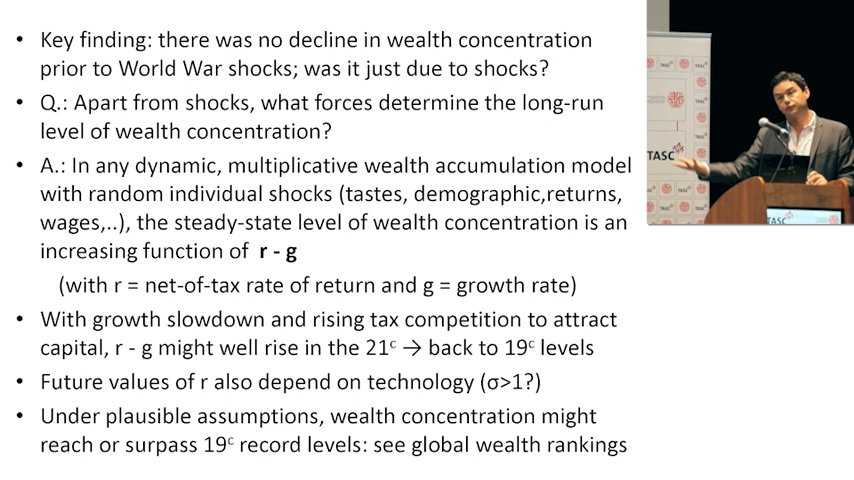 • Key finding: there was no decline in wealth concentration
prior to World War shocks; was it just due to shocks?
• Q.: Apart from shocks, what forces determine the long-run
level of wealth concentration?
• A.: In any dynamic, multiplicative wealth accumulation model
with random individual shocks (tastes, demographic,returns,
wages,..), the steady-state level of wealth concentration is an
increasing function of r - g
(with r = net-of-tax rate of return and g = growth rate)
• With growth slowdown and rising tax competition to attract
capital, r - g might well rise in the 21ᶜ → back to 19ᶜ levels
• Future values of r also depend on technology (σ>1?)
• Under plausible assumptions, wealth concentration might
reach or surpass 19ᶜ record levels: see global wealth rankings
TASC
TASC